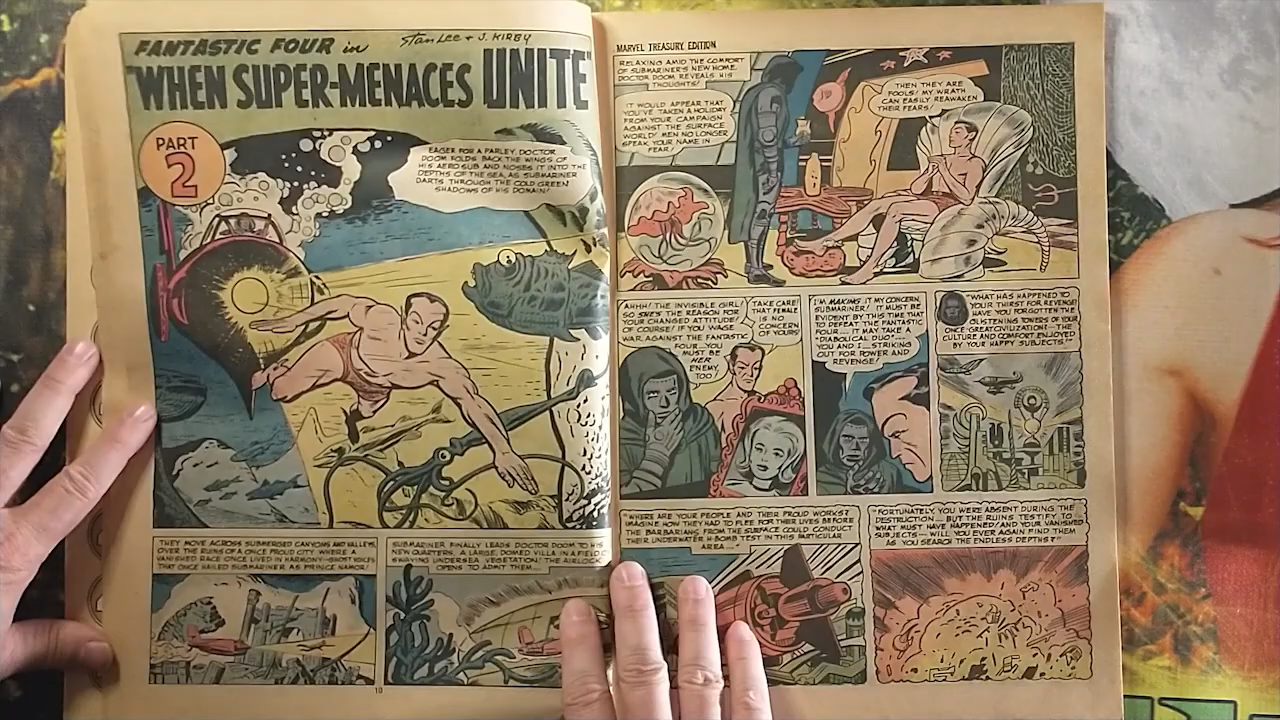 FANTASTIC FOUR in
Stan Lee + J. KIRBY
"WHEN SUPER-MENACES UNITE"
PART
2
EAGER FOR A PARLEY, DOCTOR
DOOM FOLDS BACK THE WINGS OF
HIS AERO SUB AND NOSES IT INTO THE
DEPTHS OF THE SEA, AS SUBMARINER
DARTS THROUGH THE COLD GREEN
SHADOWS OF HIS DOMAIN!
THEY MOVE ACROSS SUBMERGED CANYONS AND VALLEYS,
OVER THE RUINS OF A ONCE PROUD CITY WHERE A
VANISHED RACE ONCE LIVED IN HARMONY--GHOST VOICES
THAT ONCE HAILED SUBMARINER AS PRINCE NAMOR!
SUBMARINER FINALLY LEADS DOCTOR DOOM TO HIS
NEW QUARTERS, A LARGE, DOMED VILLA IN A FIELD OF
SWAYING UNDERSEA VEGETATION! THE AIRLOCK
OPENS TO ADMIT THEM...
10
MARVEL TREASURY EDITION
RELAXING AMID THE COMFORT
OF SUBMARINER'S NEW HOME,
DOCTOR DOOM REVEALS HIS
THOUGHTS!
IT WOULD APPEAR THAT
YOU'VE TAKEN A HOLIDAY
FROM YOUR CAMPAIGN
AGAINST THE SURFACE
WORLD! MEN NO LONGER
SPEAK YOUR NAME IN
FEAR!
THEN THEY ARE
FOOLS! MY WRATH
CAN EASILY REAWAKEN
THEIR FEARS!
AHHH! THE INVISIBLE GIRL!
SO SHE'S THE REASON FOR
YOUR CHANGED ATTITUDE!
OF COURSE! IF YOU WAGE
WAR AGAINST THE FANTASTIC
FOUR...YOU
MUST BE
HER
ENEMY,
TOO!
TAKE CARE!
THAT FEMALE
IS NO
CONCERN
OF YOURS!
I'M MAKING IT MY CONCERN,
SUBMARINER! IT MUST BE
EVIDENT BY THIS TIME THAT
TO DEFEAT THE FANTASTIC
FOUR...IT MAY TAKE A
"DIABOLICAL DUO"...
YOU AND I...STRIKING
OUT FOR POWER AND
REVENGE!
"WHAT HAS HAPPENED TO
YOUR THIRST FOR REVENGE!
HAVE YOU FORGOTTEN THE
GLISTENING TOWERS OF YOUR
ONCE-GREAT CIVILIZATION!--THE
CULTURE AND COMFORT ENJOYED
BY YOUR HAPPY SUBJECTS!"
"WHERE ARE YOUR PEOPLE AND THEIR PROUD WORKS?
IMAGINE HOW THEY HAD TO FLEE FOR THEIR LIVES BEFORE
THE BARBARIANS FROM THE SURFACE COULD CONDUCT
THEIR UNDERWATER H-BOMB TEST IN THIS PARTICULAR
AREA..."
"FORTUNATELY, YOU WERE ABSENT DURING THE
DESTRUCTION... BUT THE RUINS TESTIFY TO
WHAT MUST HAVE HAPPENED! AND YOUR VANISHED
SUBJECTS-- WILL YOU EVER AGAIN FIND THEM
AS YOU SEARCH THE ENDLESS DEPTHS?"